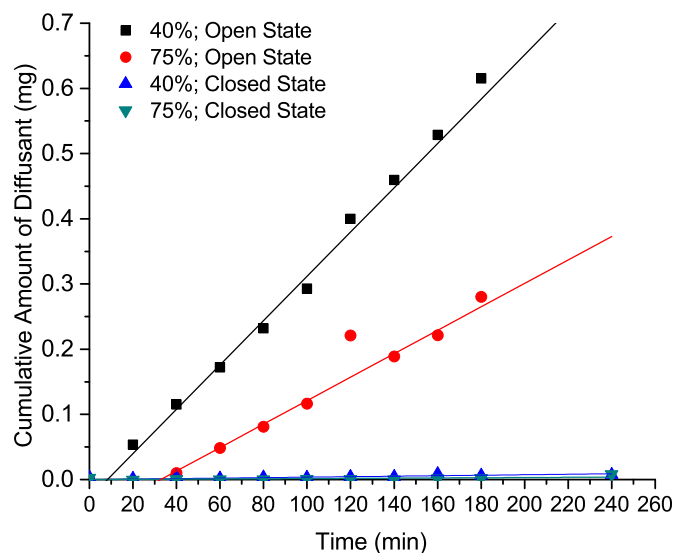 0.7
40%; Open State
75%; Open State
40%; Closed State
75%; Closed State
0.6
0.5
0.4
0.3
0.2
0.1
0.0
Cumulative Amount of Diffusant (mg)
0 20 40 60 80 100 120 140 160 180 200 220 240 260
Time (min)